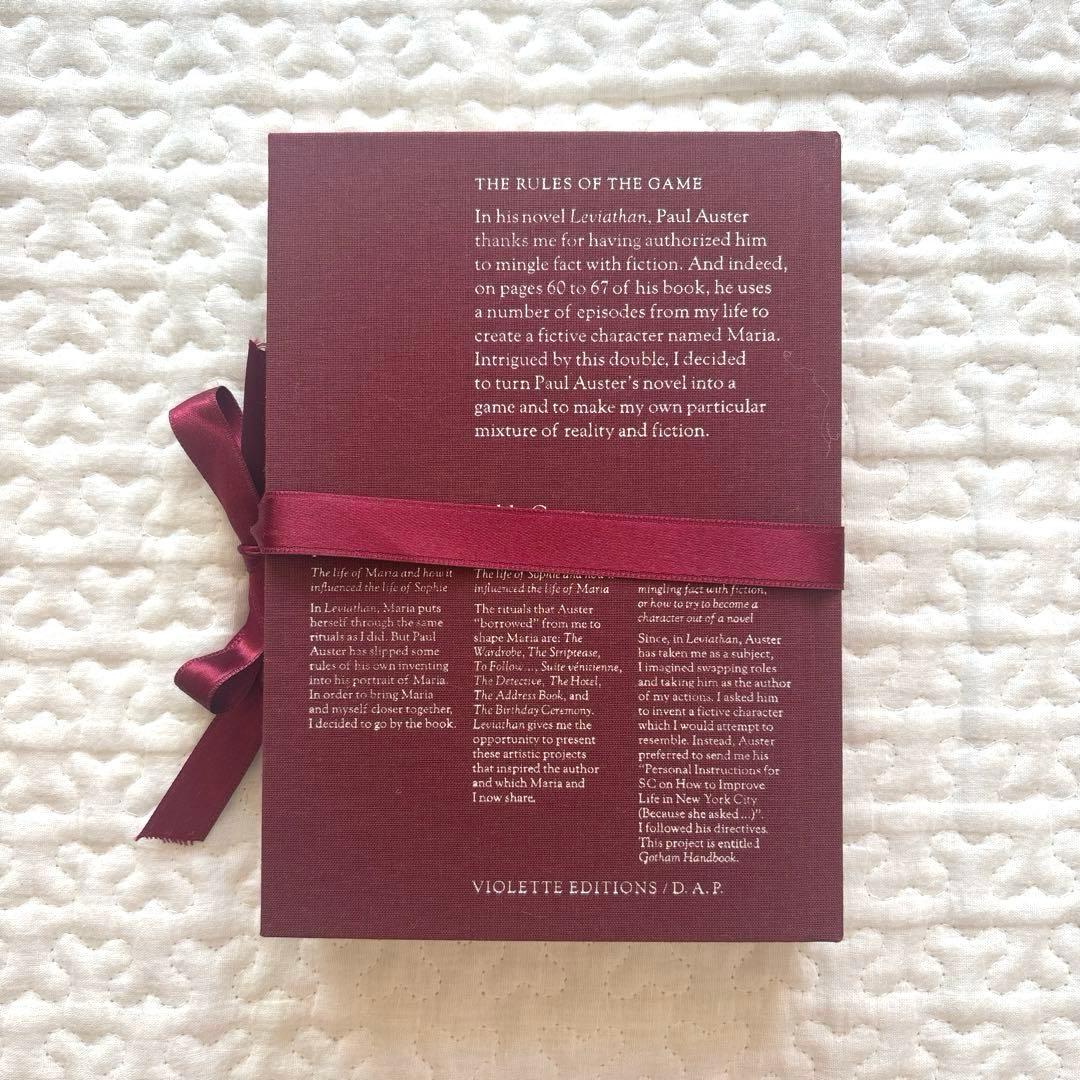 THE RULES OF THE GAME
In his novel Leviathan, Paul Auster
thanks me for having authorized him
to mingle fact with fiction. And indeed,
on pages 60 to 67 of his book, he uses
a number of episodes from my life to
create a fictive character named Maria.
Intrigued by this double, I decided
to turn Paul Auster's novel into a
game and to make my own particular
mixture of reality and fiction.
The life of Maria and how it
influenced the life of Sophie
In Leviathan, Maria puts
herself through the same
rituals as I did. But Paul
Auster has slipped some
rules of his own inventing
into his portrait of Maria.
In order to bring Maria
and myself closer together,
I decided to go by the book.
The life of Sophie and how it
influenced the life of Maria
The rituals that Auster
"borrowed" from me to
shape Maria are: The
Wardrobe, The Striptease,
To Follow..., Suite vénitienne,
The Detective, The Hotel,
The Address Book, and
The Birthday Ceremony.
Leviathan gives me the
opportunity to present
these artistic projects
that inspired the author
and which Maria and
I now share.
mingling fact with fiction,
or how to try to become a
character out of a novel
Since, in Leviathan, Auster
has taken me as a subject,
I imagined swapping roles
and taking him as the author
of my actions. I asked him
to invent a fictive character
which I would attempt to
resemble. Instead, Auster
preferred to send me his
"Personal Instructions for
SC on How to Improve
Life in New York City
(Because she asked ...)".
I followed his directives.
This project is entitled
Gotham Handbook.
VIOLETTE EDITIONS / D. A. P.